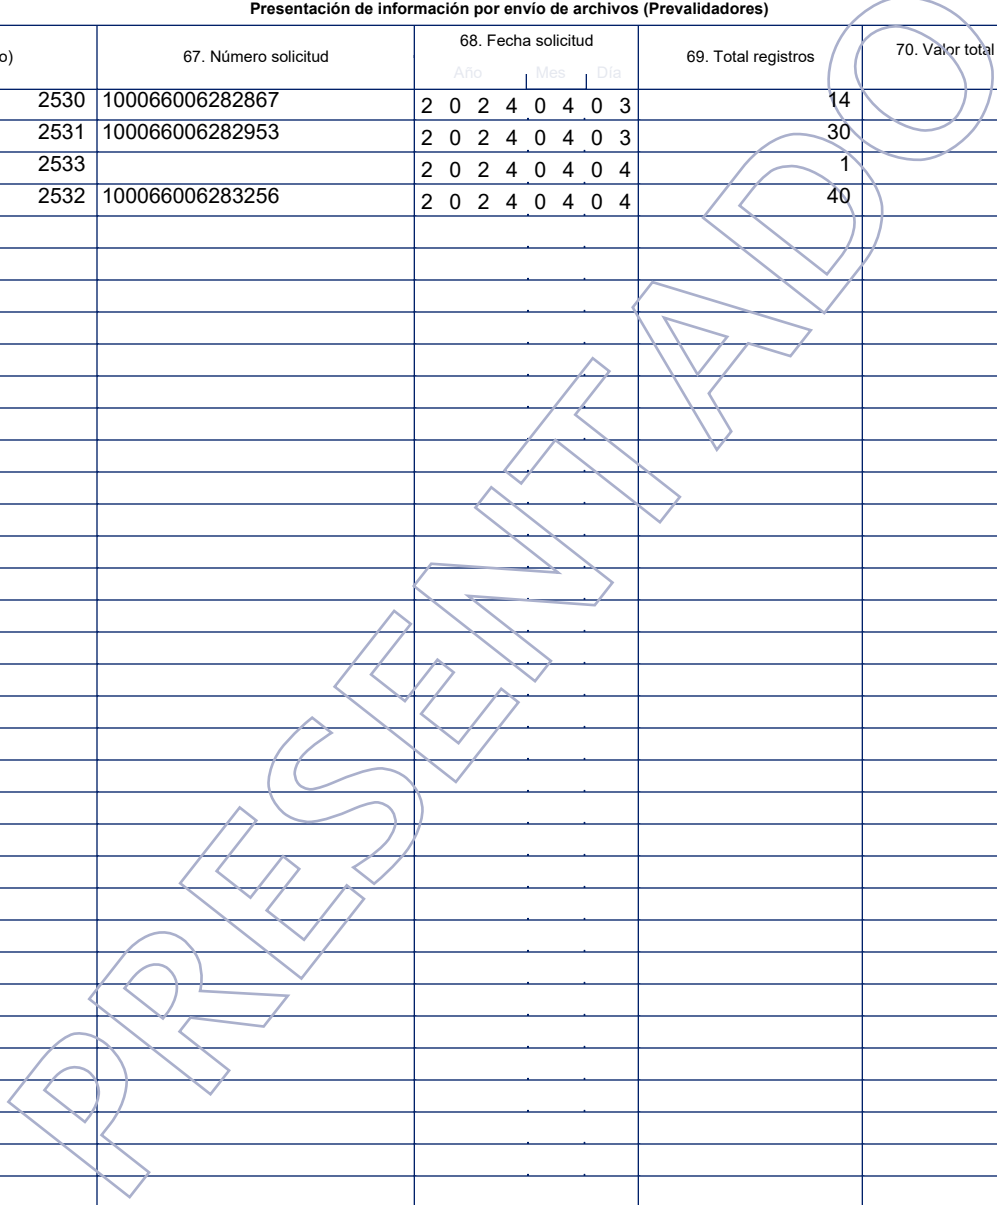 Presentación de información por envío de archivos (Prevalidadores)
o) 67. Número solicitud 68. Fecha solicitud 69. Total registros 70. Valor total
Año Mes Día
2530 100066006282867 2 0 2 4 0 4 0 3 14
2531 100066006282953 2 0 2 4 0 4 0 3 30
2533 2 0 2 4 0 4 0 4 1
2532 100066006283256 2 0 2 4 0 4 0 4 40
PRESENTADO